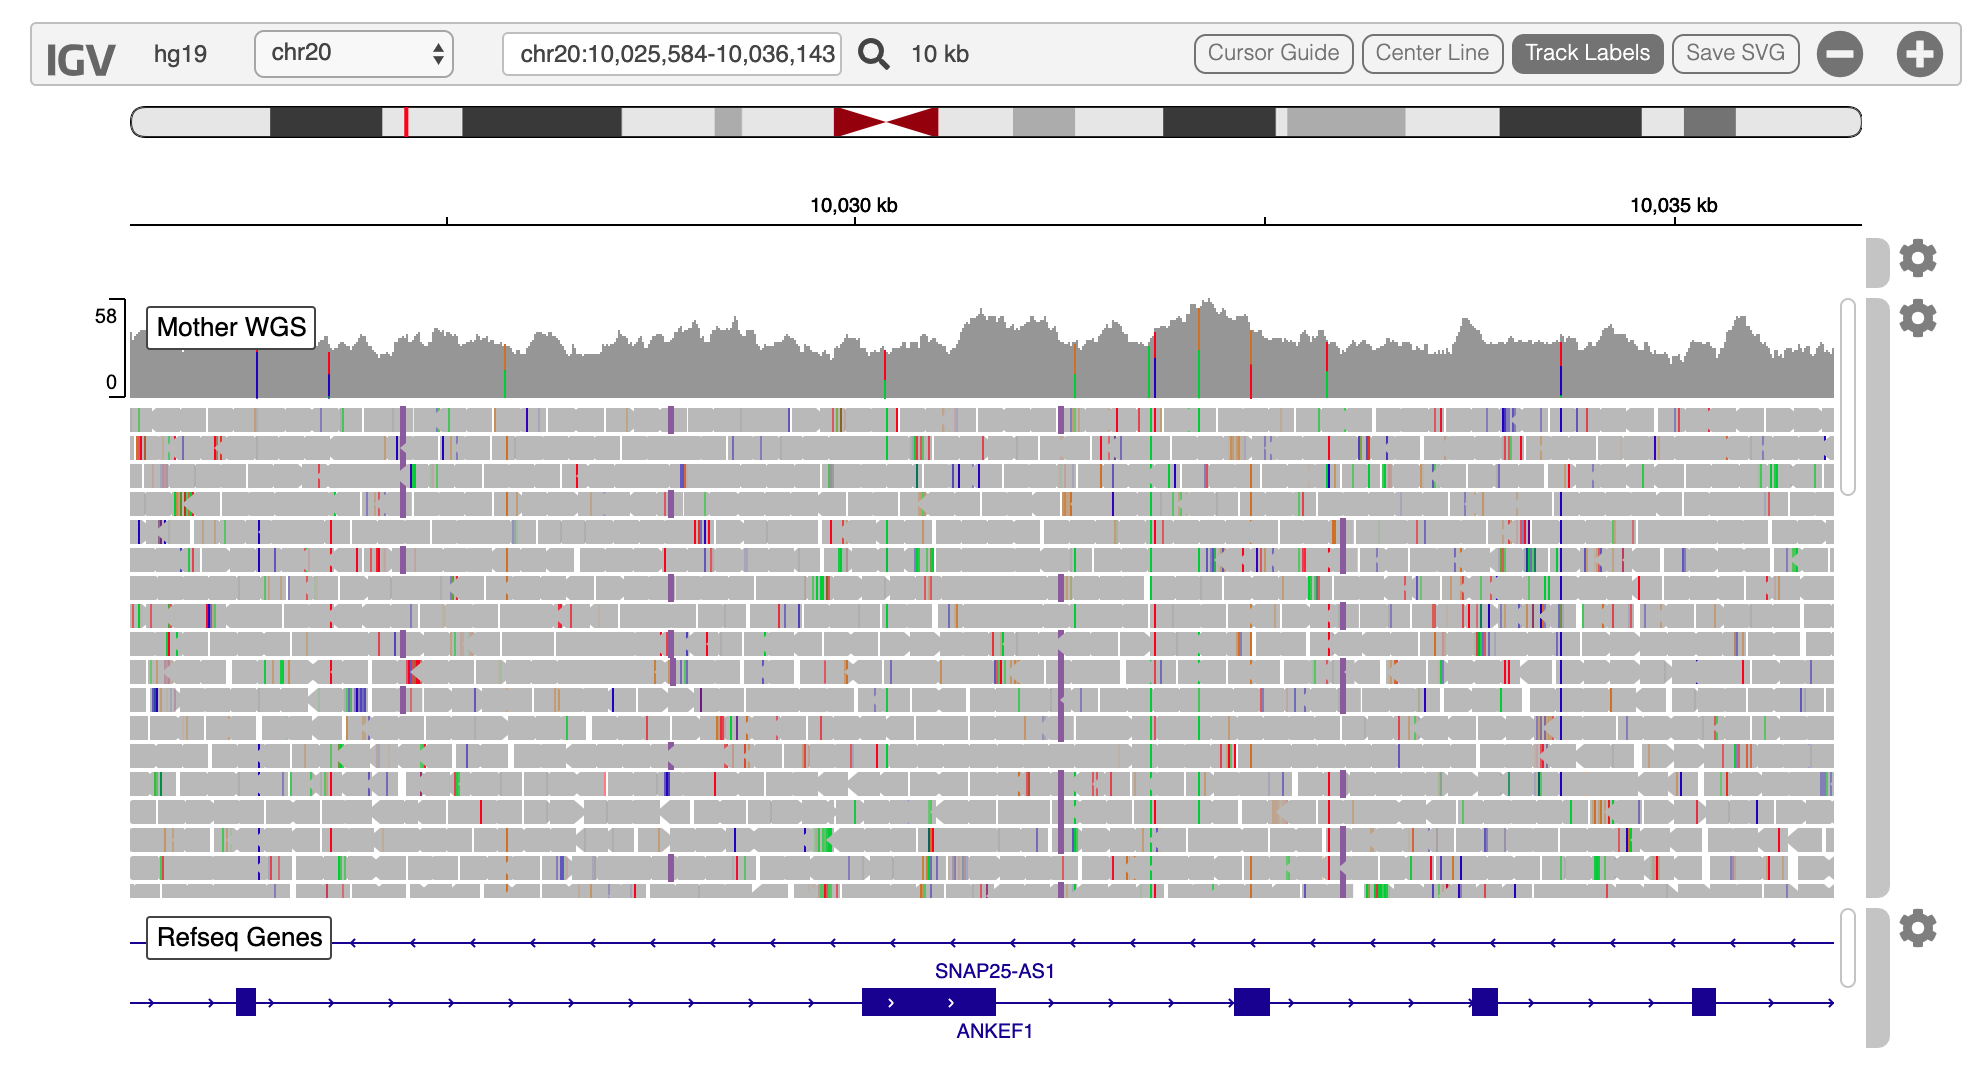 IGV hg19 chr20 chr20:10,025,584-10,036,143 10 kb Cursor Guide Center Line Track Labels Save SVG
10,030 kb 10,035 kb
58
Mother WGS
0
Refseq Genes
SNAP25-AS1
ANKEF1